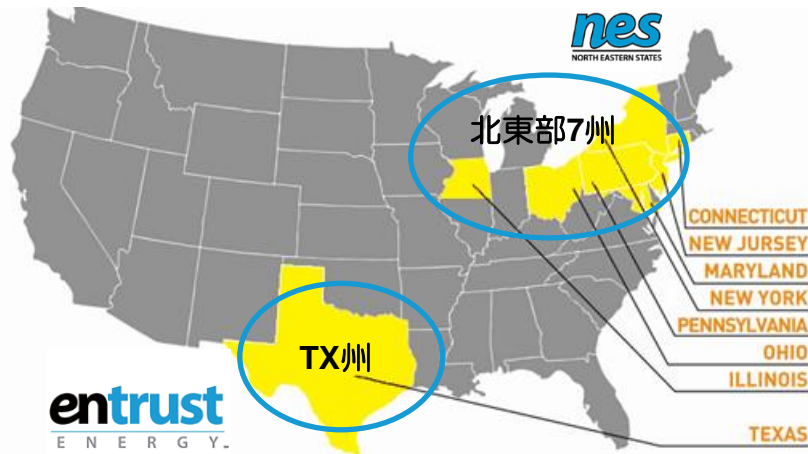 nes
NORTH EASTERN STATES
北東部7州
CONNECTICUT
NEW JURSEY
MARYLAND
NEW YORK
PENNSYLVANIA
OHIO
ILLINOIS
TEXAS
TX州
entrust
ENERGY